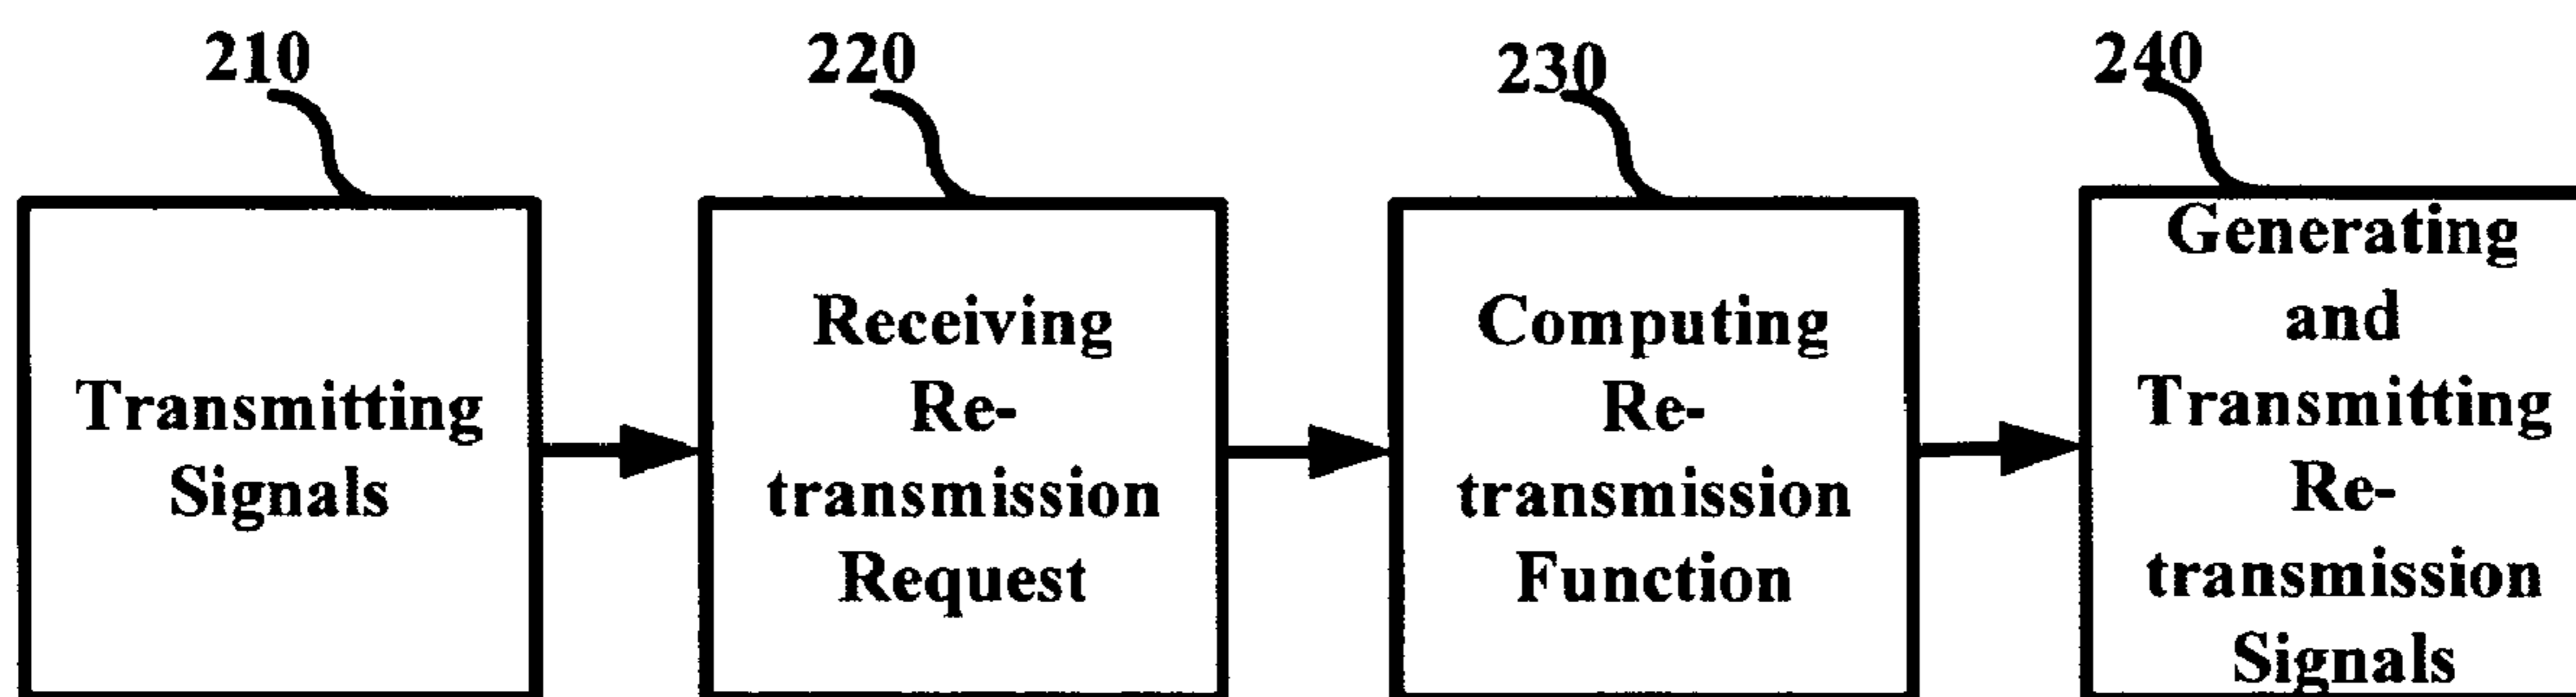 210
220
230
240
Transmitting
Signals
Receiving
Re-
transmission
Request
Computing
Re-
transmission
Function
Generating
and
Transmitting
Re-
transmission
Signals